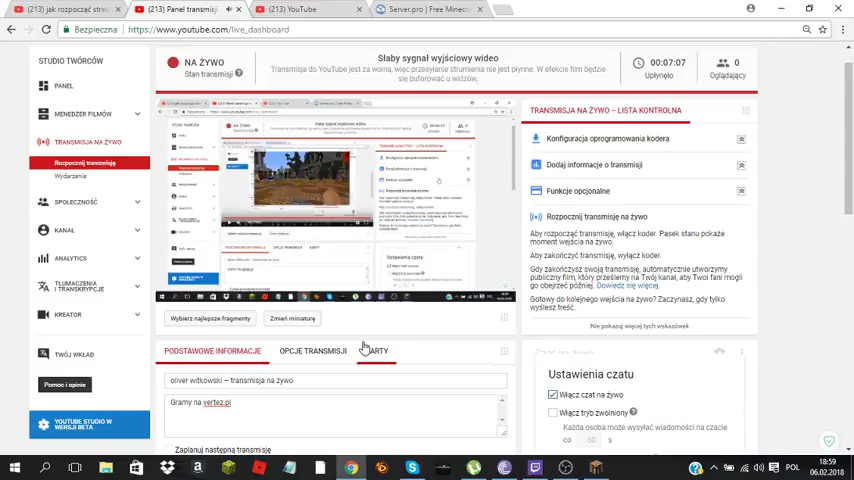 (213) jak rozpocząć strea
(213) Panel transmisji
(213) YouTube
Server.pro | Free Minecraf
Bezpieczna
https://www.youtube.com/live_dashboard
STUDIO TWÓRCÓW
PANEL
MENEDŻER FILMÓW
TRANSMISJA NA ŻYWO
Rozpocznij transmisję
Wydarzenia
SPOŁECZNOŚĆ
KANAŁ
ANALYTICS
TŁUMACZENIA
I TRANSKRYPCJE
KREATOR
TWÓJ WKŁAD
Pomoc i opinie
YOUTUBE STUDIO W
WERSJI BETA
NA ŻYWO
Stan transmisji
Słaby sygnał wyjściowy wideo
Transmisja do YouTube jest za wolna, więc przesyłanie strumienia nie jest płynne. W efekcie film będzie
się buforować u widzów.
00:07:07
Upłynęło
0
Oglądający
Wybierz najlepsze fragmenty
Zmień miniaturę
PODSTAWOWE INFORMACJE
OPCJE TRANSMISJI
KARTY
oliver witkowski – transmisja na żywo
Gramy na vertez.pl
Zaplanuj następną transmisję
TRANSMISJA NA ŻYWO – LISTA KONTROLNA
Konfiguracja oprogramowania kodera
Dodaj informacje o transmisji
Funkcje opcjonalne
Rozpocznij transmisję na żywo
Aby rozpocząć transmisję, włącz koder. Pasek stanu pokaże
moment wejścia na żywo.
Aby zakończyć transmisję, wyłącz koder.
Gdy zakończysz swoją transmisję, automatycznie utworzymy
publiczny film, który prześlemy na Twój kanał, aby Twoi fani mogli
go obejrzeć później. Dowiedz się więcej.
Gotowy do kolejnego wejścia na żywo? Zaczynasz, gdy tylko
wyślesz treść.
Nie pokazuj więcej tych wskazówek
Ustawienia czatu
Włącz czat na żywo
Włącz tryb zwolniony
Każda osoba może wysyłać wiadomości na czacie
co 60 s
POL
18:59
06.02.2018